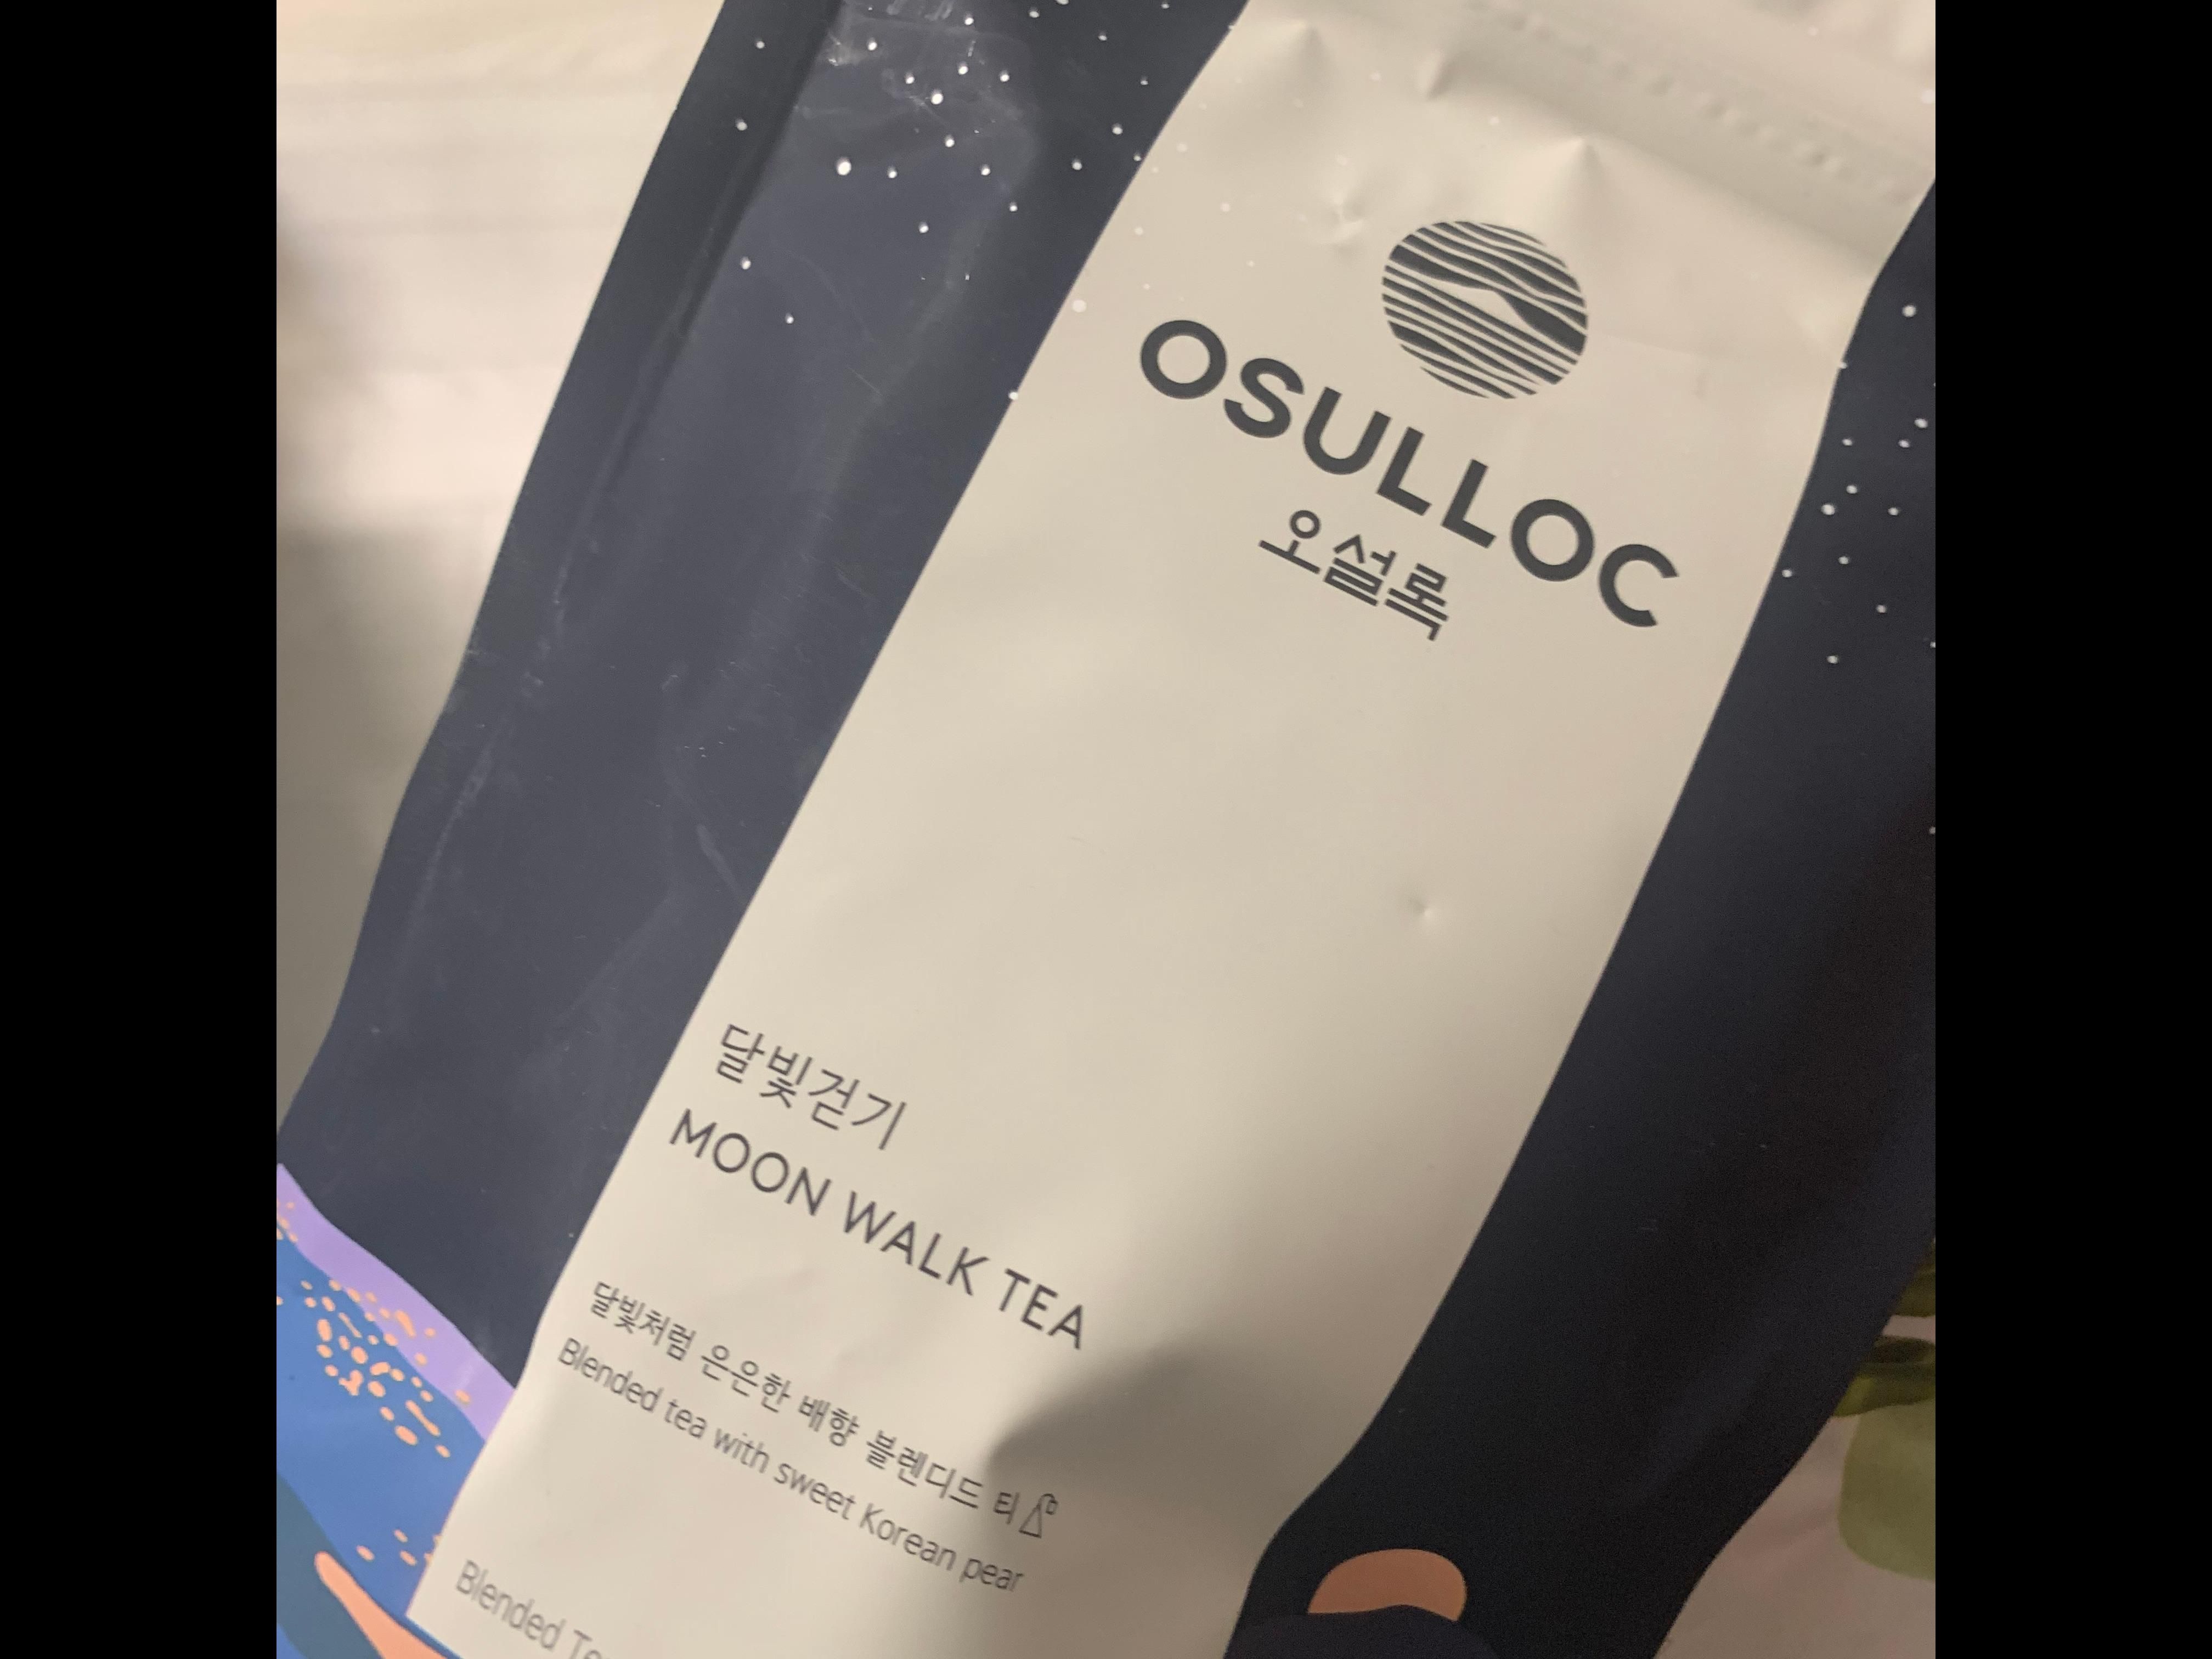 OSULLOC
오설록
달빛걷기
MOON WALK TEA
달빛처럼 은은한 배향 블렌디드 티
Blended tea with sweet Korean pear
Blended